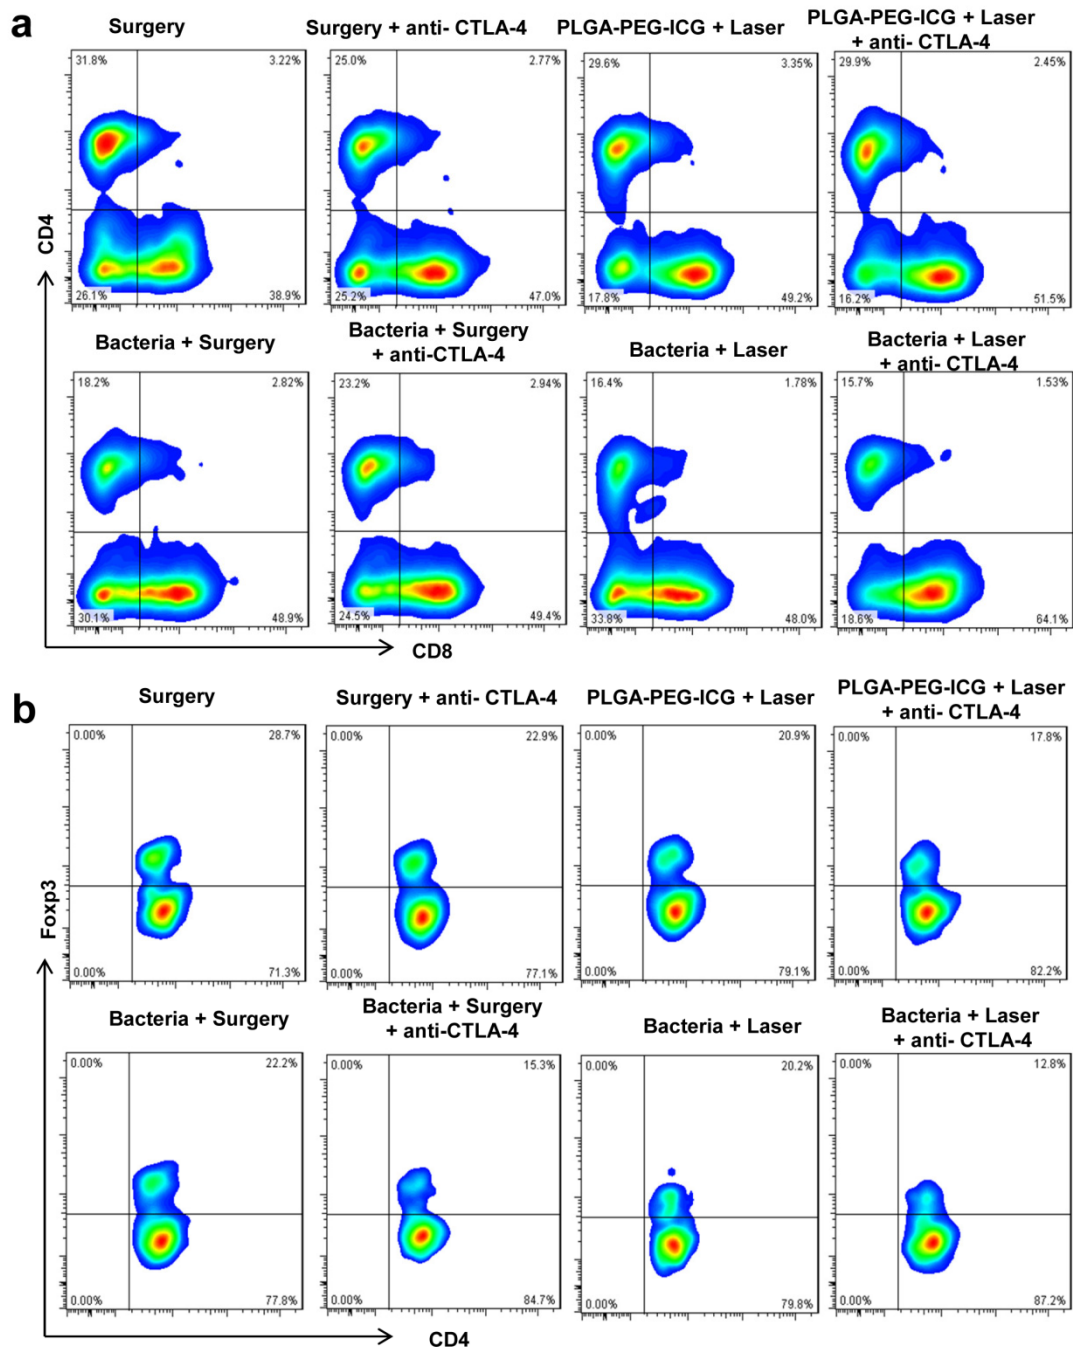 a
Surgery
Surgery + anti- CTLA-4
PLGA-PEG-ICG + Laser
PLGA-PEG-ICG + Laser
+ anti- CTLA-4
31.8%
3.22%
25.0%
2.77%
29.6%
3.35%
29.9%
2.45%
CD4
26.1%
38.9%
25.2%
47.0%
17.8%
49.2%
16.2%
51.5%
Bacteria + Surgery
Bacteria + Surgery
+ anti-CTLA-4
Bacteria + Laser
Bacteria + Laser
+ anti- CTLA-4
18.2%
2.82%
23.2%
2.94%
16.4%
1.78%
15.7%
1.53%
30.1%
48.9%
24.5%
49.4%
33.8%
48.0%
18.6%
64.1%
CD8
b
Surgery
Surgery + anti- CTLA-4
PLGA-PEG-ICG + Laser
PLGA-PEG-ICG + Laser
+ anti- CTLA-4
0.00%
28.7%
0.00%
22.9%
0.00%
20.9%
0.00%
17.8%
Foxp3
0.00%
71.3%
0.00%
77.1%
0.00%
79.1%
0.00%
82.2%
Bacteria + Surgery
Bacteria + Surgery
+ anti-CTLA-4
Bacteria + Laser
Bacteria + Laser
+ anti- CTLA-4
0.00%
22.2%
0.00%
15.3%
0.00%
20.2%
0.00%
12.8%
0.00%
77.8%
0.00%
84.7%
0.00%
79.8%
0.00%
87.2%
CD4